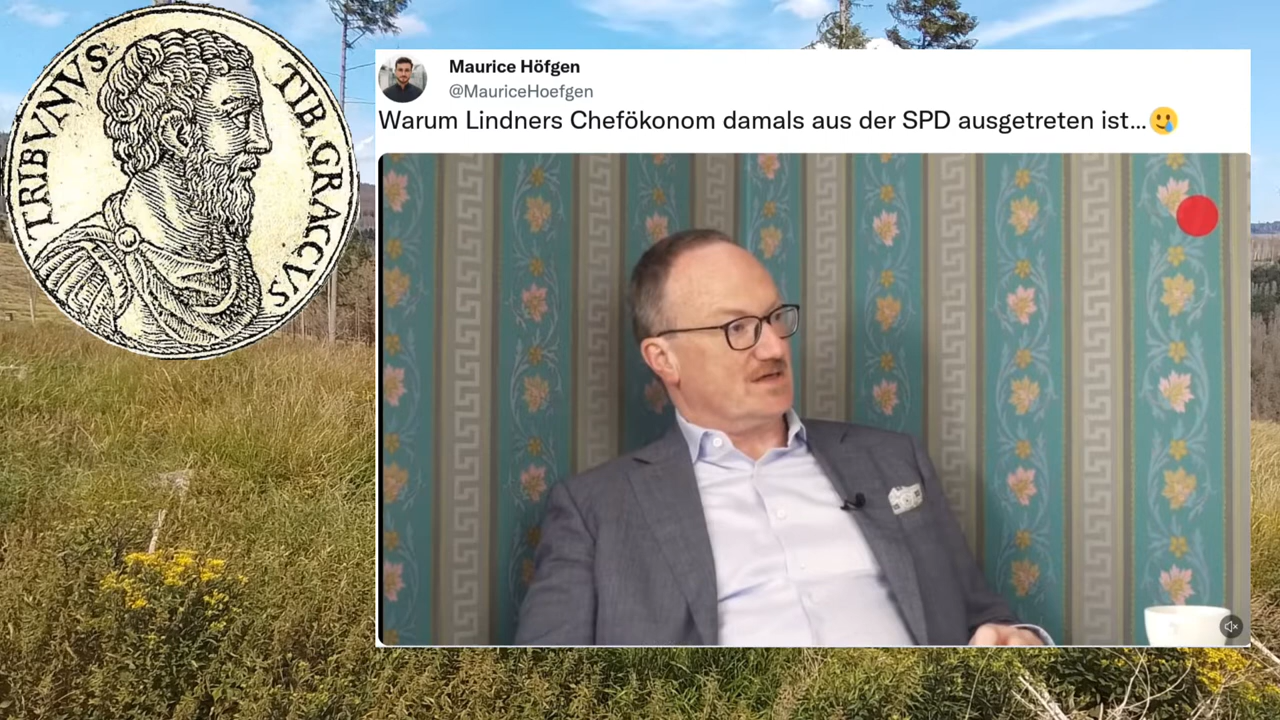 TRIBVNVS TIB. GRACCVS
Maurice Höfgen
@MauriceHoefgen
Warum Lindners Chefökonom damals aus der SPD ausgetreten ist...🥲